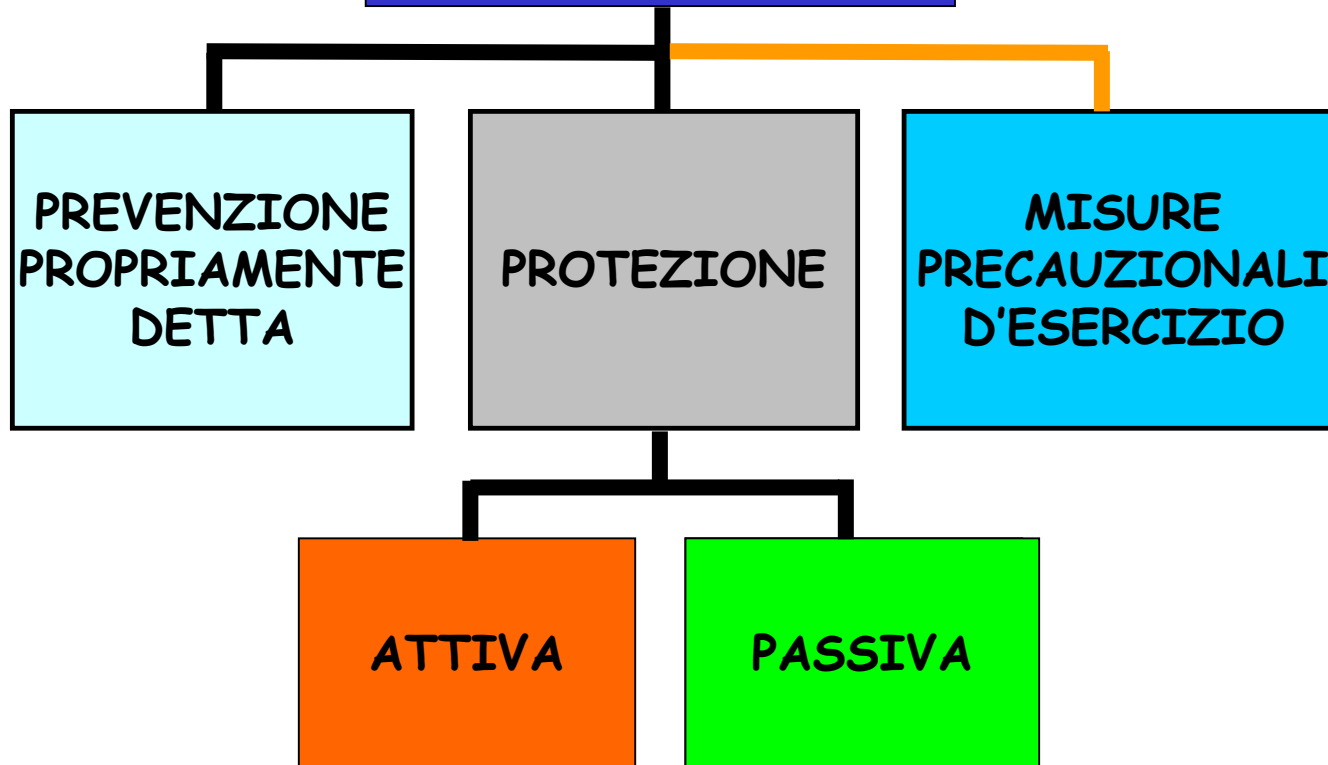 PREVENZIONE
PROPRIAMENTE
DETTA
PROTEZIONE
MISURE
PRECAUZIONALI
D'ESERCIZIO
ATTIVA
PASSIVA